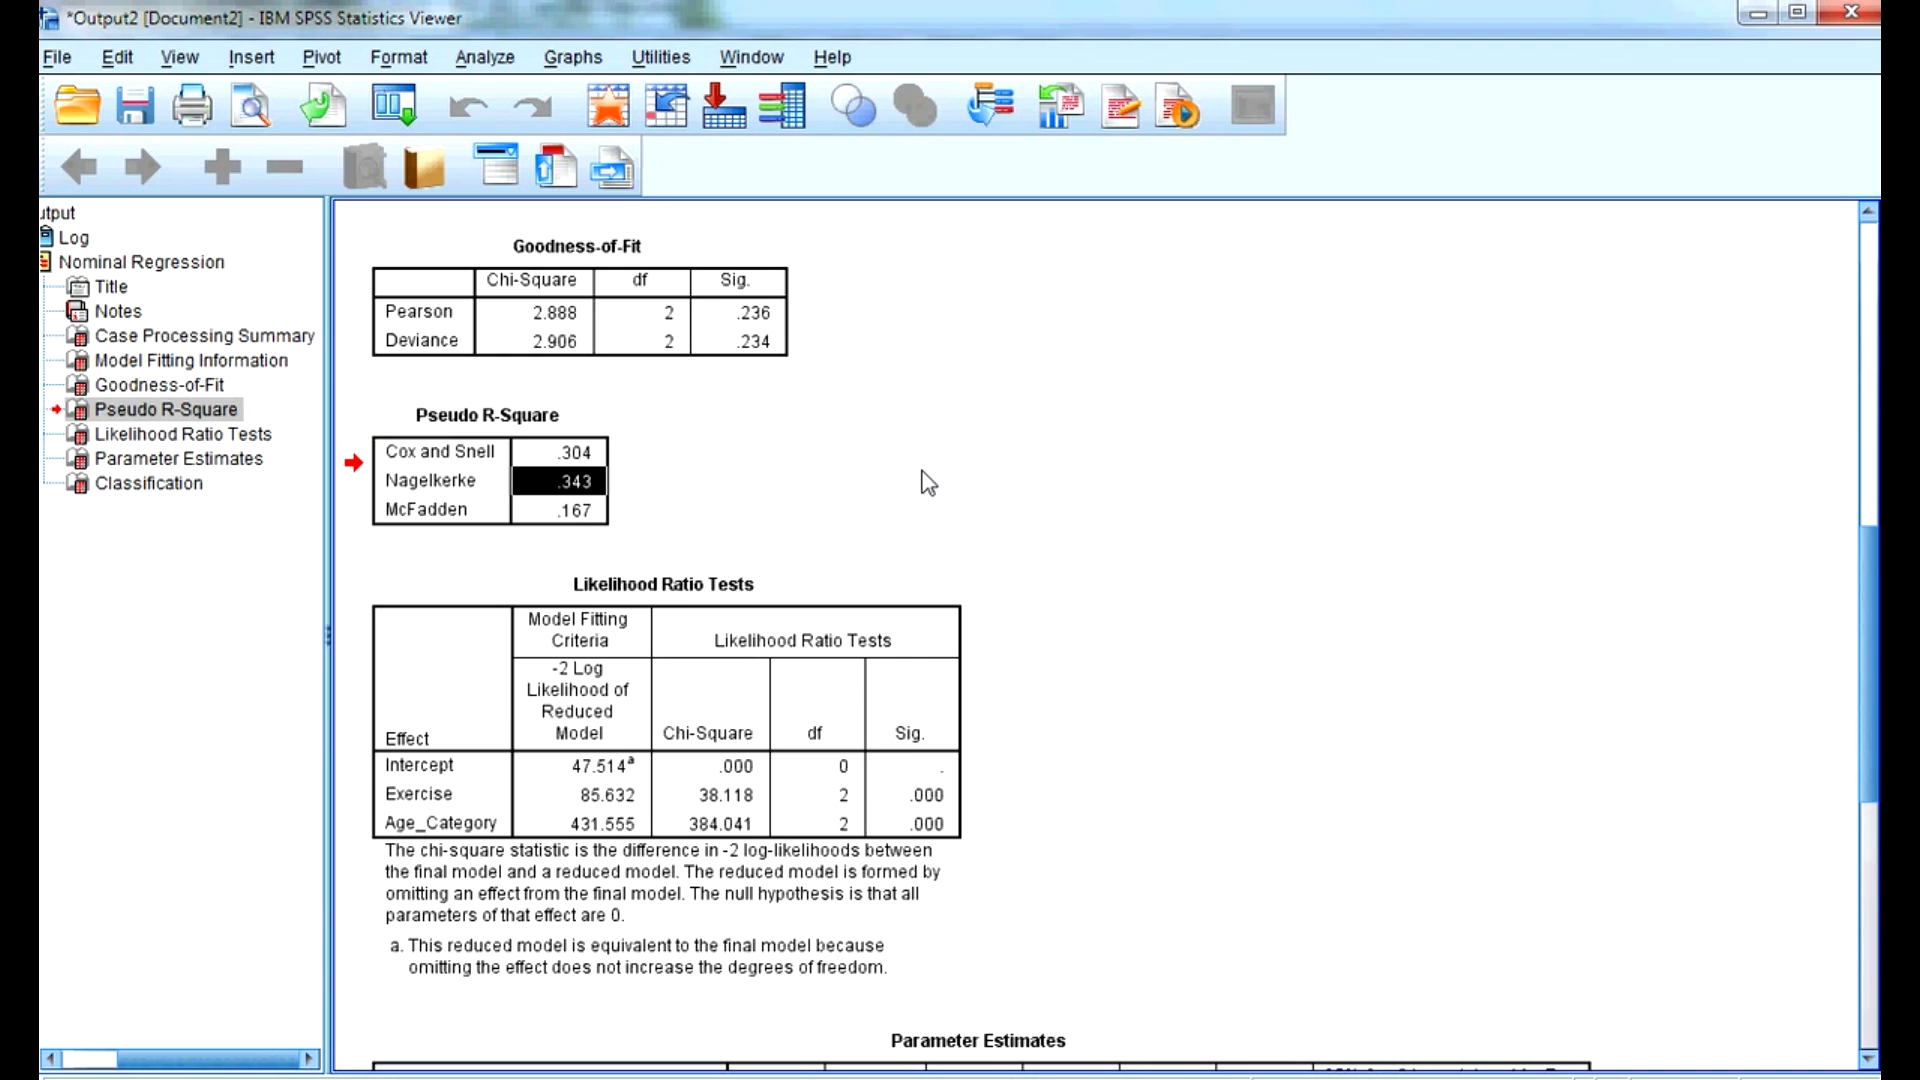 *Output2 [Document2] - IBM SPSS Statistics Viewer
File Edit View Insert Pivot Format Analyze Graphs Utilities Window Help
utput
Log
Nominal Regression
Title
Notes
Case Processing Summary
Model Fitting Information
Goodness-of-Fit
Pseudo R-Square
Likelihood Ratio Tests
Parameter Estimates
Classification
Goodness-of-Fit
Chi-Square df Sig.
Pearson 2.888 2 .236
Deviance 2.906 2 .234
Pseudo R-Square
Cox and Snell .304
Nagelkerke .343
McFadden .167
Likelihood Ratio Tests
Model Fitting
Criteria
Likelihood Ratio Tests
-2 Log
Likelihood of
Reduced
Model
Effect Chi-Square df Sig.
Intercept 47.514a .000 0 .
Exercise 85.632 38.118 2 .000
Age_Category 431.555 384.041 2 .000
The chi-square statistic is the difference in -2 log-likelihoods between
the final model and a reduced model. The reduced model is formed by
omitting an effect from the final model. The null hypothesis is that all
parameters of that effect are 0.
a. This reduced model is equivalent to the final model because
omitting the effect does not increase the degrees of freedom.
Parameter Estimates